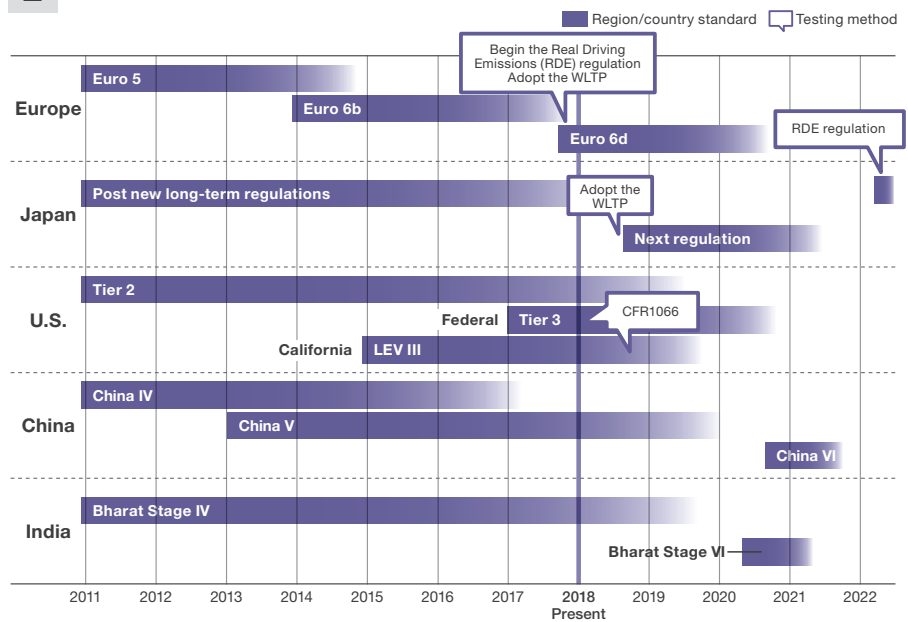 Region/country standard
Testing method
Begin the Real Driving
Emissions (RDE) regulation
Adopt the WLTP
Europe
Euro 5
Euro 6b
Euro 6d
RDE regulation
Japan
Post new long-term regulations
Adopt the
WLTP
Next regulation
U.S.
Tier 2
Federal
Tier 3
CFR1066
California
LEV III
China
China IV
China V
China VI
India
Bharat Stage IV
Bharat Stage VI
2011 2012 2013 2014 2015 2016 2017 2018 2019 2020 2021 2022
Present